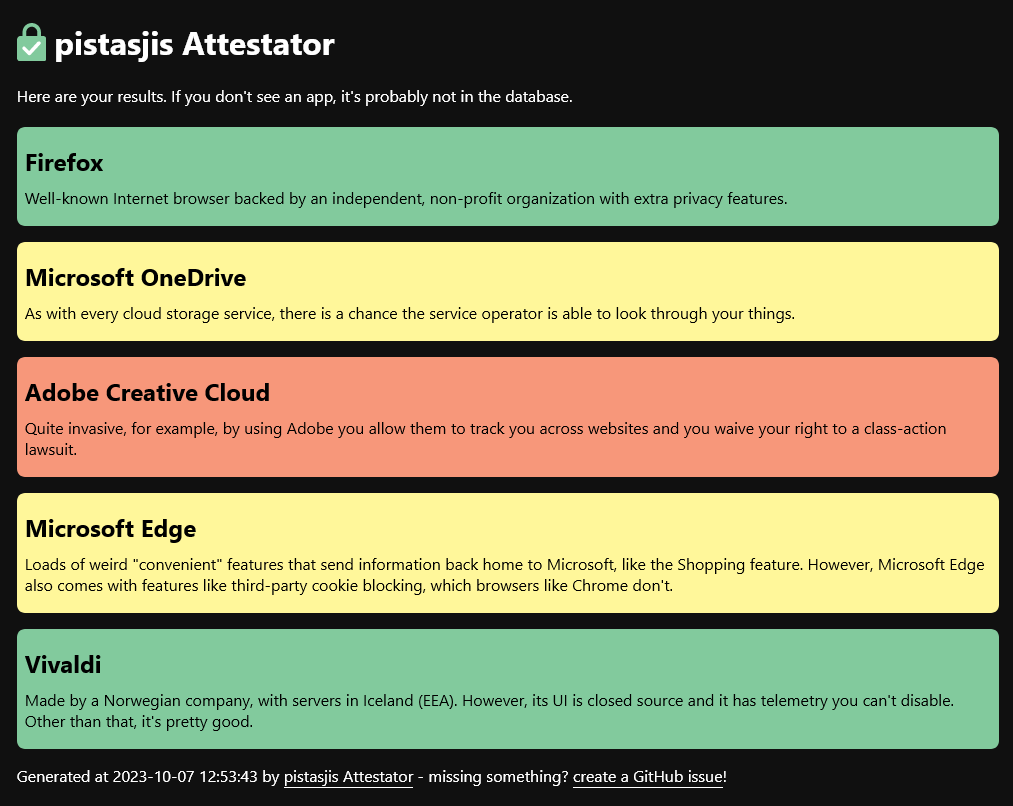 pistasjis Attestator
Here are your results. If you don't see an app, it's probably not in the database.
Firefox
Well-known Internet browser backed by an independent, non-profit organization with extra privacy features.
Microsoft OneDrive
As with every cloud storage service, there is a chance the service operator is able to look through your things.
Adobe Creative Cloud
Quite invasive, for example, by using Adobe you allow them to track you across websites and you waive your right to a class-action
lawsuit.
Microsoft Edge
Loads of weird "convenient" features that send information back home to Microsoft, like the Shopping feature. However, Microsoft Edge
also comes with features like third-party cookie blocking, which browsers like Chrome don't.
Vivaldi
Made by a Norwegian company, with servers in Iceland (EEA). However, its UI is closed source and it has telemetry you can't disable.
Other than that, it's pretty good.
Generated at 2023-10-07 12:53:43 by pistasjis Attestator - missing something? create a GitHub issue!